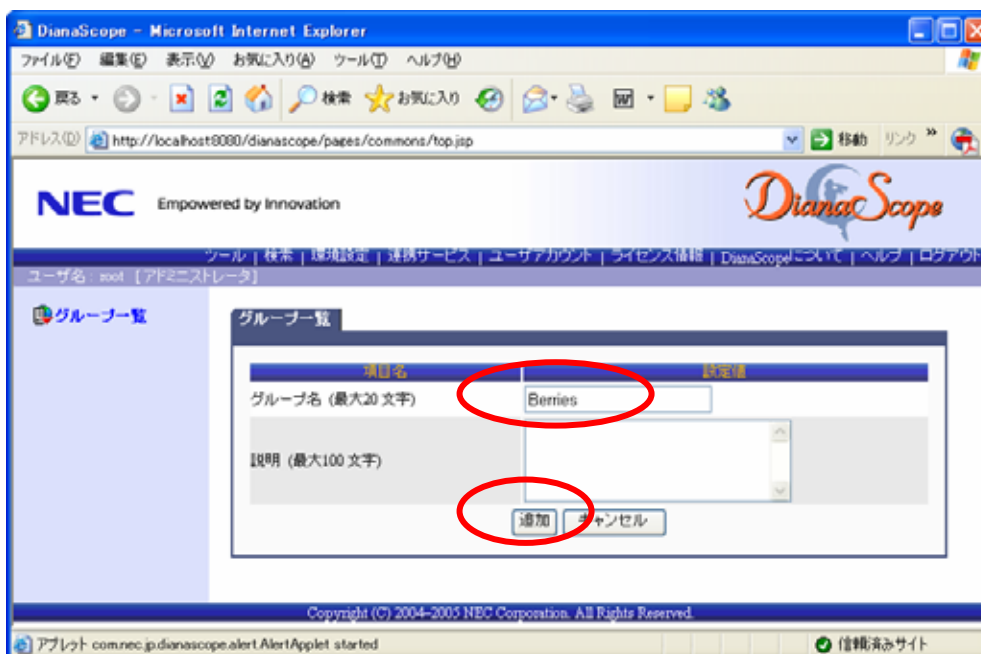 DianaScope - Microsoft Internet Explorer
ファイル(F) 編集(E) 表示(V) お気に入り(A) ツール(T) ヘルプ(H)
戻る 検索 お気に入り
アドレス(D) http://localhost:8080/dianascope/pages/commons/top.jsp 移動 リンク »
NEC Empowered by Innovation DianaScope
ツール | 検索 | 環境設定 | 連携サービス | ユーザアカウント | ライセンス情報 | DianaScopeについて | ヘルプ | ログアウト
ユーザ名 : root [アドミニストレータ]
グループ一覧
グループ一覧
項目名 設定値
グループ名 (最大20 文字) Berries
説明 (最大100 文字)
追加 キャンセル
Copyright (C) 2004-2005 NEC Corporation. All Rights Reserved.
アプレット com.nec.jp.dianascope.alert.AlertApplet started 信頼済みサイト